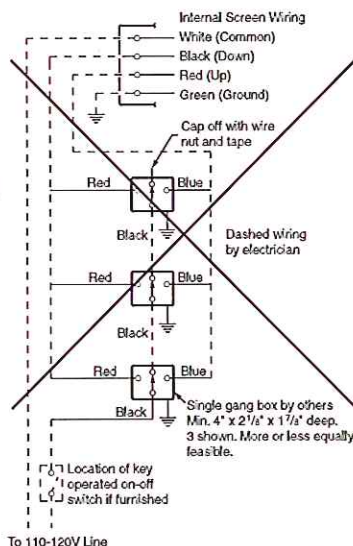 Internal Screen Wiring
White (Common)
Black (Down)
Red (Up)
Green (Ground)
Cap off with wire
nut and tape
Red
Blue
Black
Dashed wiring
by electrician
Red
Blue
Black
Red
Blue
Black
Single gang box by others
Min. 4" x 2 1/8" x 1 7/8" deep.
3 shown. More or less equally
feasible.
Location of key
operated on-off
switch if furnished
To 110-120V Line